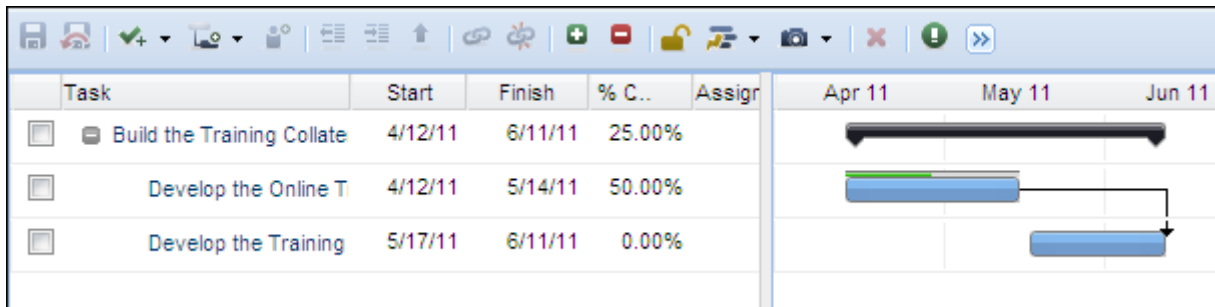 Task Start Finish % C.. Assigr Apr 11 May 11 Jun 11
Build the Training Collate 4/12/11 6/11/11 25.00%
Develop the Online T 4/12/11 5/14/11 50.00%
Develop the Training 5/17/11 6/11/11 0.00%